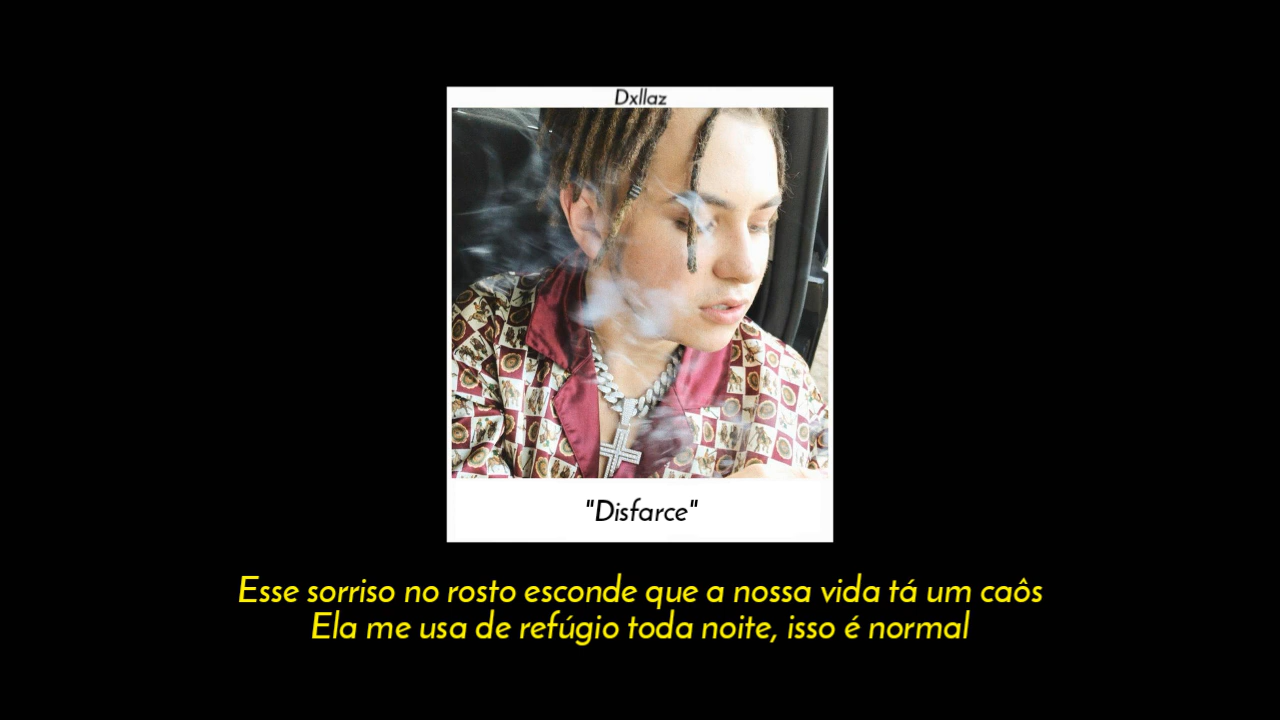 Dxllaz
"Disfarce"
Esse sorriso no rosto esconde que a nossa vida tá um caôs
Ela me usa de refúgio toda noite, isso é normal